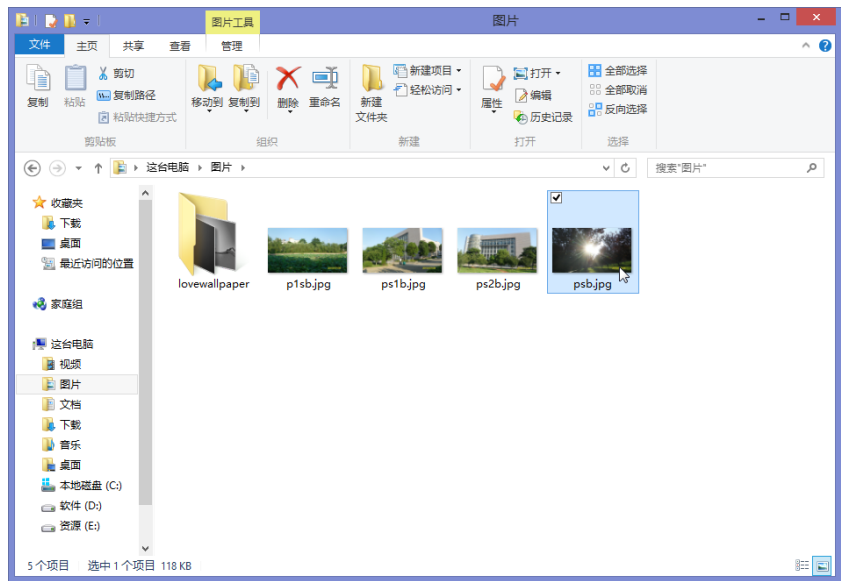 图片工具
图片
文件 主页 共享 查看 管理
复制
粘贴
剪切
复制路径
粘贴快捷方式
剪贴板
移动到 复制到 删除 重命名
组织
新建
文件夹
新建项目
轻松访问
新建
属性
打开
编辑
历史记录
打开
全部选择
全部取消
反向选择
选择
这台电脑 图片
搜索"图片"
收藏夹
下载
桌面
最近访问的位置
家庭组
这台电脑
视频
图片
文档
下载
音乐
桌面
本地磁盘 (C:)
软件 (D:)
资源 (E:)
lovewallpaper
p1sb.jpg
ps1b.jpg
ps2b.jpg
psb.jpg
5个项目 选中1个项目 118 KB